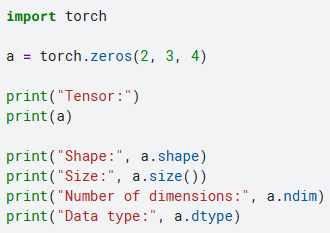 import torch
a = torch.zeros(2, 3, 4)
print("Tensor:")
print(a)
print("Shape:", a.shape)
print("Size:", a.size())
print("Number of dimensions:", a.ndim)
print("Data type:", a.dtype)